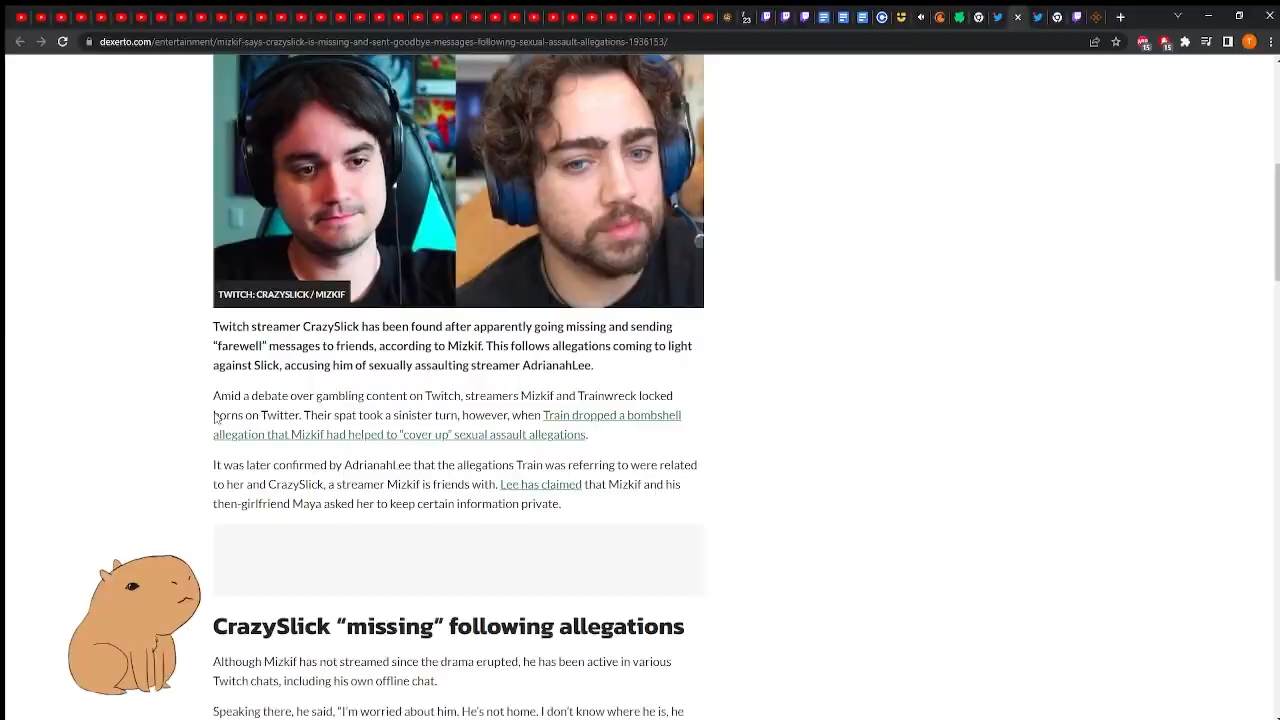 23
dexerto.com/entertainment/mizkif-says-crazyslick-is-missing-and-sent-goodbye-messages-following-sexual-assault-allegations-1936153/
15
15
T
TWITCH: CRAZYSLICK / MIZKIF
Twitch streamer CrazySlick has been found after apparently going missing and sending
“farewell” messages to friends, according to Mizkif. This follows allegations coming to light
against Slick, accusing him of sexually assaulting streamer AdrianahLee.
Amid a debate over gambling content on Twitch, streamers Mizkif and Trainwreck locked
horns on Twitter. Their spat took a sinister turn, however, when Train dropped a bombshell
allegation that Mizkif had helped to “cover up” sexual assault allegations.
It was later confirmed by AdrianahLee that the allegations Train was referring to were related
to her and CrazySlick, a streamer Mizkif is friends with. Lee has claimed that Mizkif and his
then-girlfriend Maya asked her to keep certain information private.
CrazySlick “missing” following allegations
Although Mizkif has not streamed since the drama erupted, he has been active in various
Twitch chats, including his own offline chat.
Speaking there, he said, “I’m worried about him. He’s not home. I don’t know where he is, he